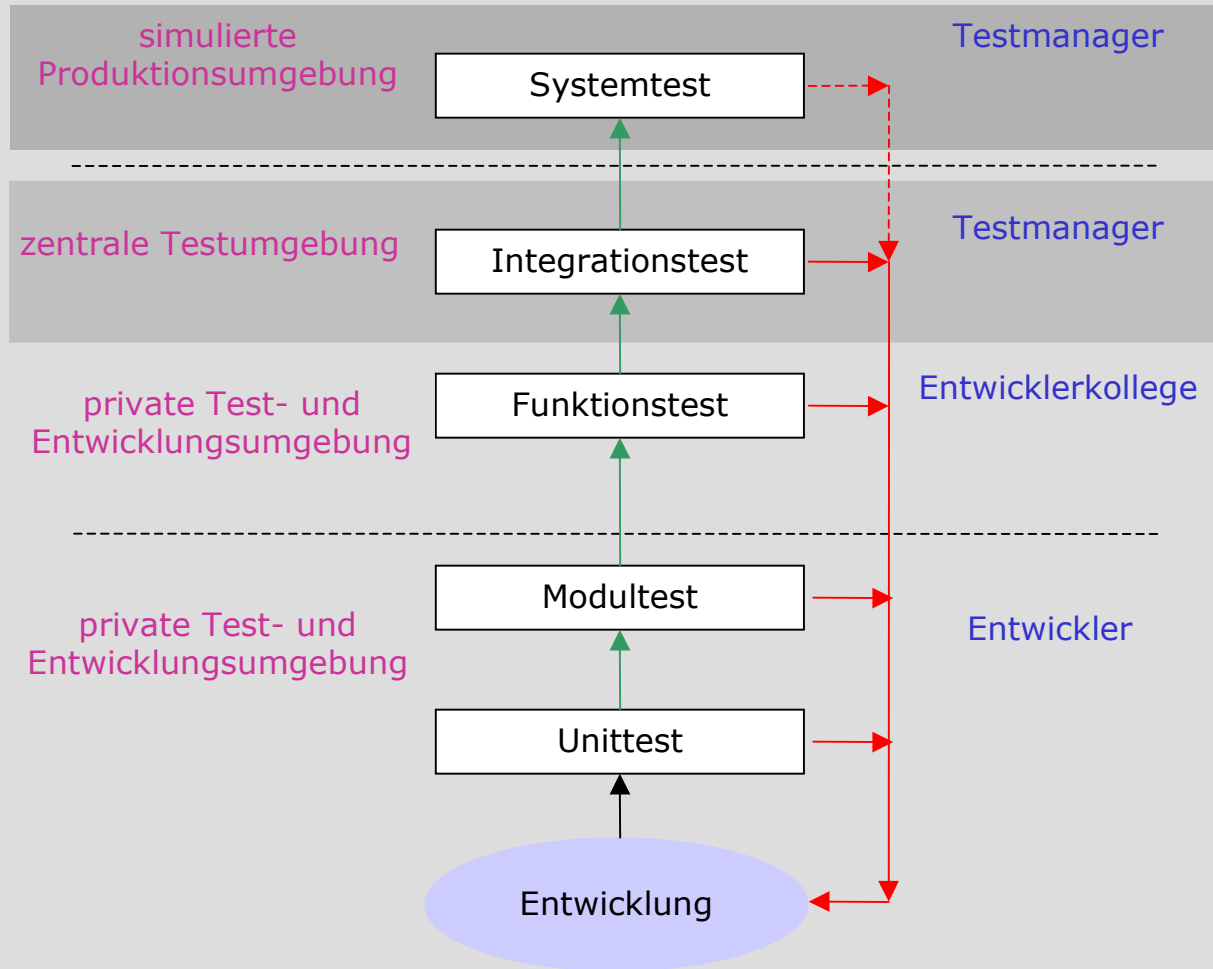 simulierte
Produktionsumgebung
Systemtest
Testmanager
zentrale Testumgebung
Integrationstest
Testmanager
private Test- und
Entwicklungsumgebung
Funktionstest
Entwicklerkollege
Modultest
private Test- und
Entwicklungsumgebung
Entwickler
Unittest
Entwicklung